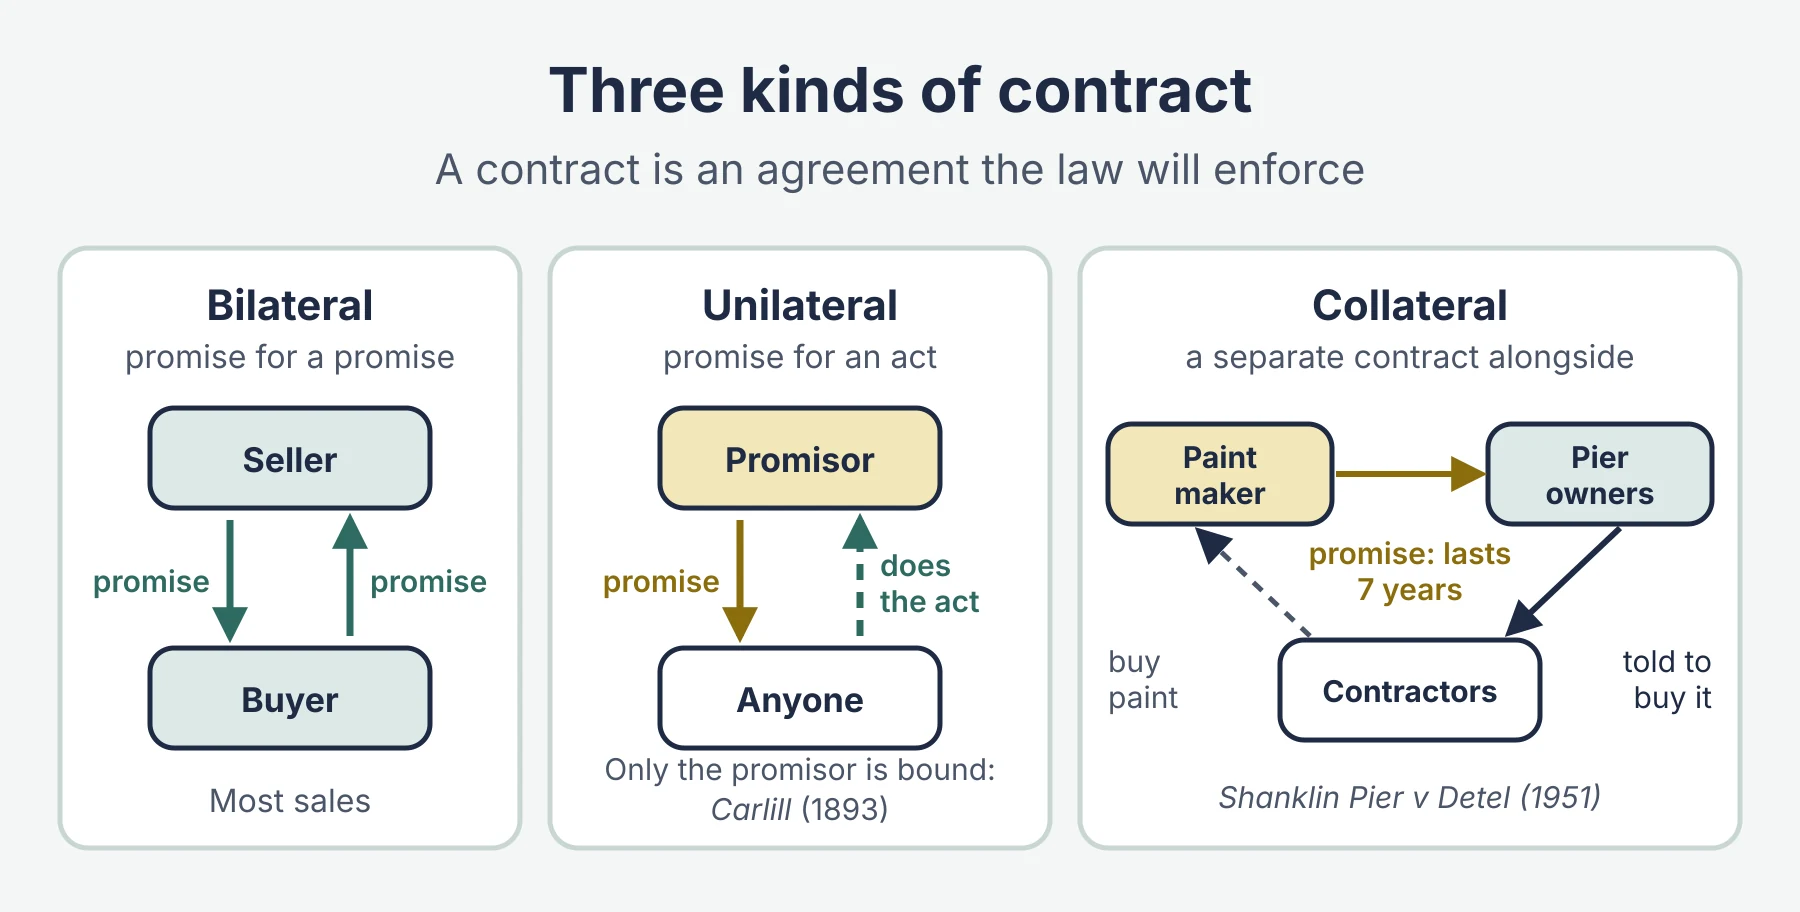 Three kinds of contract
A contract is an agreement the law will enforce
Bilateral
promise for a promise
Seller
promise
promise
Buyer
Most sales
Unilateral
promise for an act
Promisor
promise
does
the act
Anyone
Only the promisor is bound:
Carlill (1893)
Collateral
a separate contract alongside
Paint
maker
Pier
owners
promise: lasts
7 years
buy
paint
Contractors
told to
buy it
Shanklin Pier v Detel (1951)